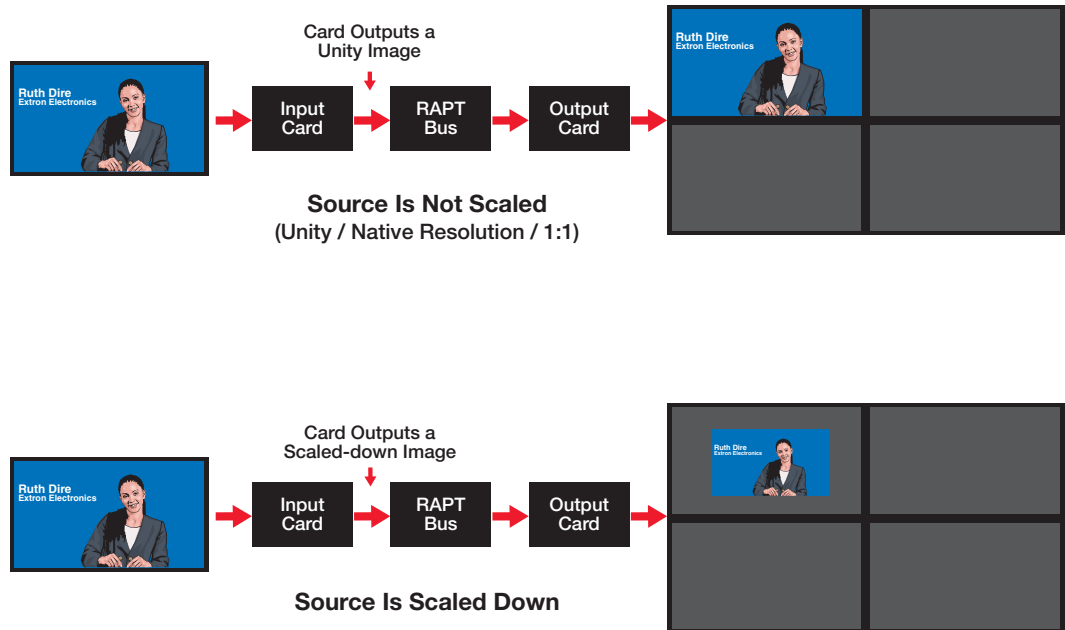 Card Outputs a
Unity Image
Ruth Dire
Extron Electronics
Input
Card
RAPT
Bus
Output
Card
Ruth Dire
Extron Electronics
Source Is Not Scaled
(Unity / Native Resolution / 1:1)
Card Outputs a
Scaled-down Image
Ruth Dire
Extron Electronics
Input
Card
RAPT
Bus
Output
Card
Ruth Dire
Extron Electronics
Source Is Scaled Down